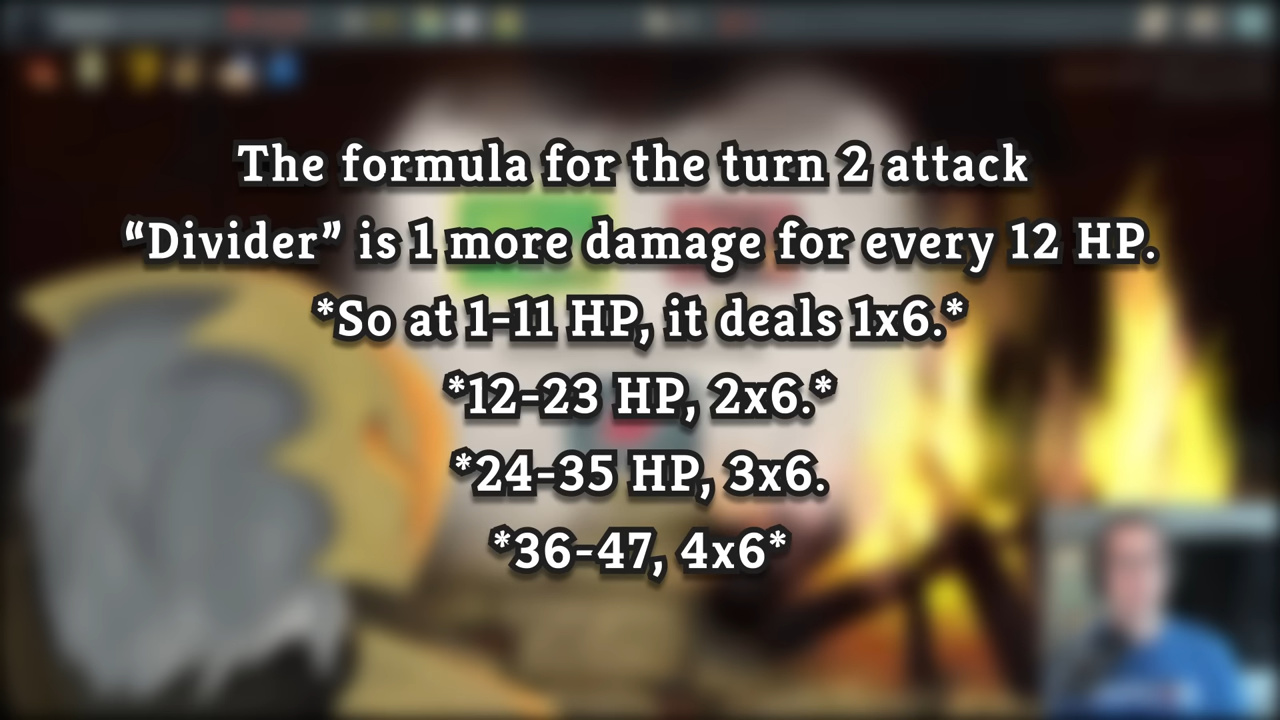 The formula for the turn 2 attack
“Divider” is 1 more damage for every 12 HP.
*So at 1-11 HP, it deals 1x6.*
*12-23 HP, 2x6.*
*24-35 HP, 3x6.
*36-47, 4x6*